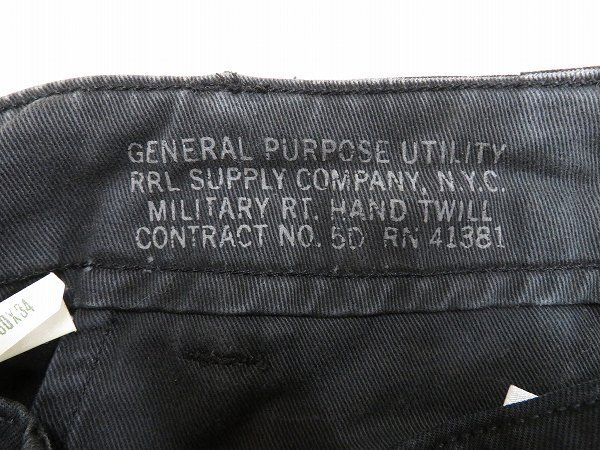 GENERAL PURPOSE UTILITY
RRL SUPPLY COMPANY, N.Y.C.
MILITARY RT. HAND TWILL
CONTRACT NO. 5D RN 41381